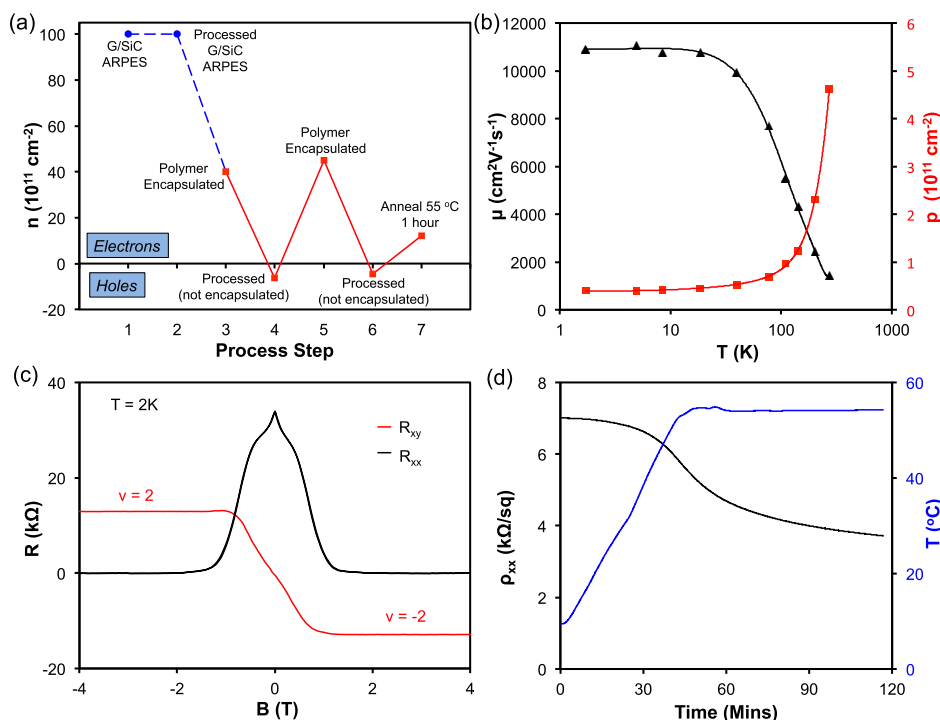 (a)
n (10¹¹ cm⁻²)
100
80
60
40
20
0
-20
G/SiC
ARPES
Processed
G/SiC
ARPES
Polymer
Encapsulated
Polymer
Encapsulated
Anneal 55 °C
1 hour
Electrons
Holes
Processed
(not encapsulated)
Processed
(not encapsulated)
1 2 3 4 5 6 7
Process Step
(b)
μ (cm²V⁻¹s⁻¹)
12000
10000
8000
6000
4000
2000
0
6
5
4
3
2
1
0
p (10¹¹ cm⁻²)
1 10 100 1000
T (K)
(c)
R (kΩ)
40
20
0
-20
T = 2K
Rxy
Rxx
v = 2
v = -2
-4 -2 0 2 4
B (T)
(d)
ρxx (kΩ/sq)
8
6
4
2
0
60
40
20
0
T (°C)
0 30 60 90 120
Time (Mins)